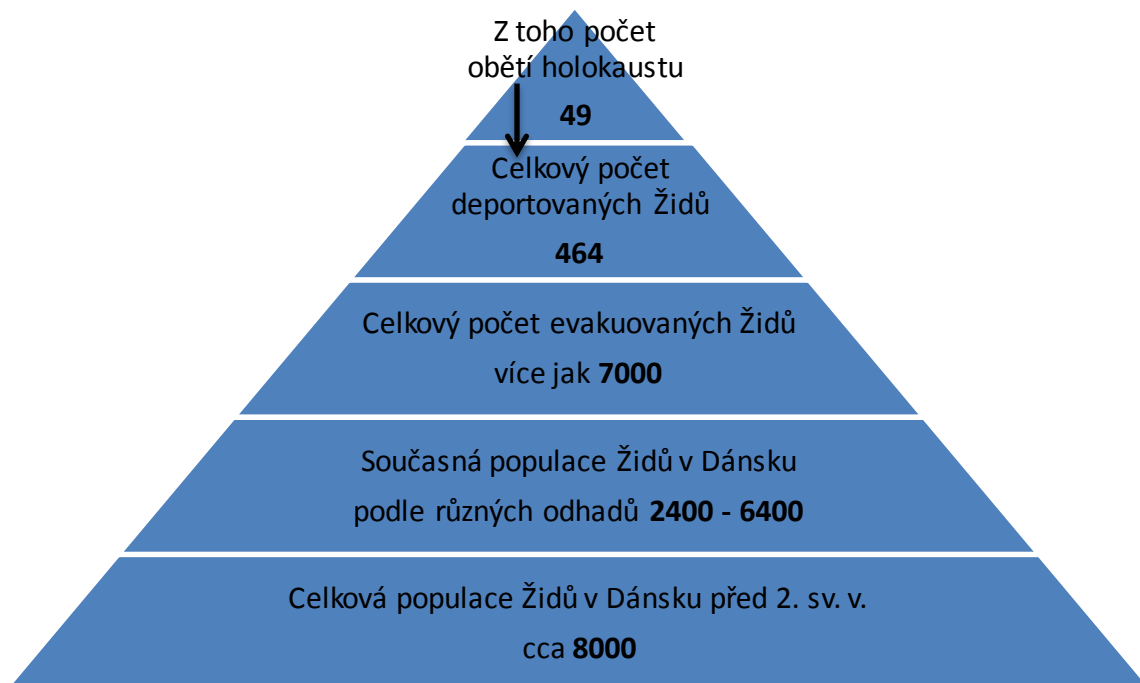 Z toho počet
obětí holokaustu
49
Celkový počet
deportovaných Židů
464
Celkový počet evakuovaných Židů
více jak 7000
Současná populace Židů v Dánsku
podle různých odhadů 2400 - 6400
Celková populace Židů v Dánsku před 2. sv. v.
cca 8000